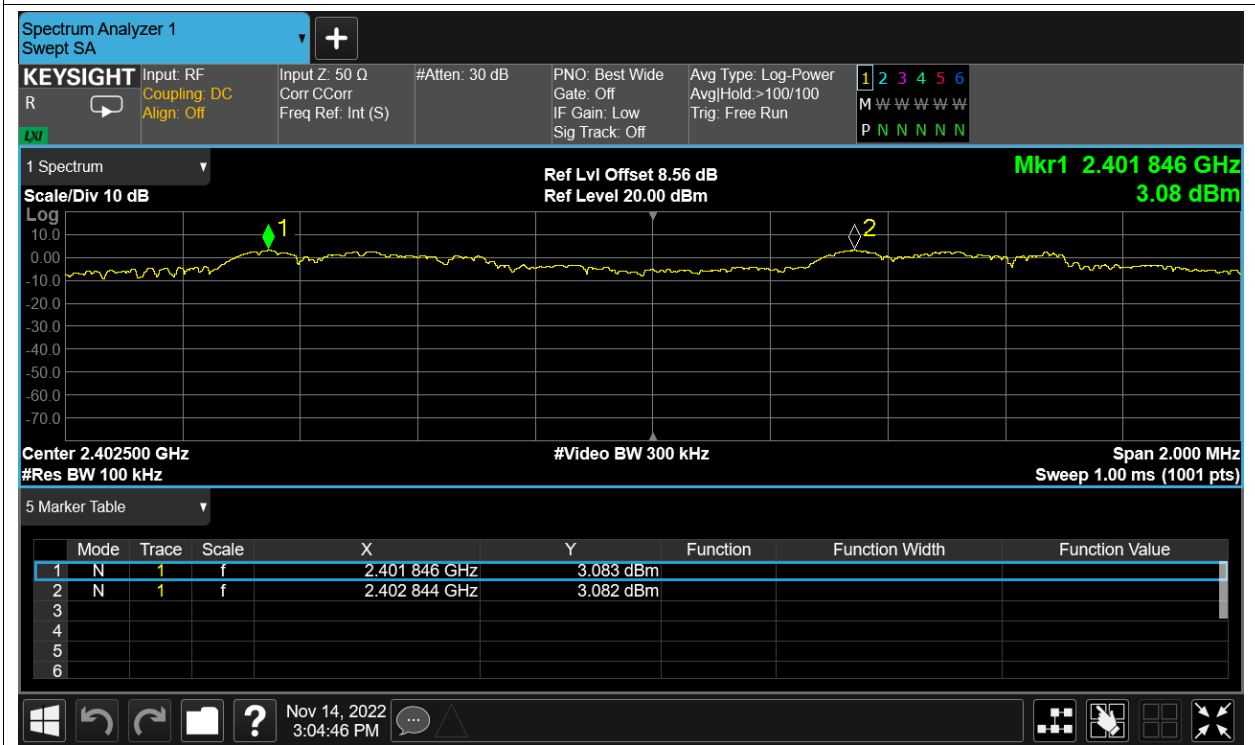 Spectrum Analyzer 1
Swept SA
KEYSIGHT Input: RF Input Z: 50 Ω #Atten: 30 dB PNO: Best Wide Avg Type: Log-Power 1 2 3 4 5 6
R Coupling: DC Corr CCorr Gate: Off Avg|Hold:>100/100 M W W W W W W
Align: Off Freq Ref: Int (S) IF Gain: Low Trig: Free Run
LXI Sig Track: Off P N N N N N N
1 Spectrum Ref Lvl Offset 8.56 dB Mkr1 2.401 846 GHz
Scale/Div 10 dB Ref Level 20.00 dBm 3.08 dBm
Log
1 2
10.0
0.00
-10.0
-20.0
-30.0
-40.0
-50.0
-60.0
-70.0
Center 2.402500 GHz #Video BW 300 kHz Span 2.000 MHz
#Res BW 100 kHz Sweep 1.00 ms (1001 pts)
5 Marker Table
Mode Trace Scale X Y Function Function Width Function Value
1 N 1 f 2.401 846 GHz 3.083 dBm
2 N 1 f 2.402 844 GHz 3.082 dBm
3
4
5
6
? Nov 14, 2022
3:04:46 PM